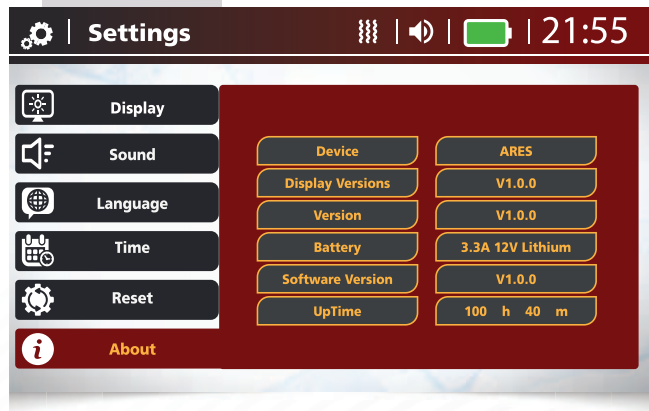 Settings
21:55
Display
Sound
Language
Time
Reset
About
Device ARES
Display Versions V1.0.0
Version V1.0.0
Battery 3.3A 12V Lithium
Software Version V1.0.0
UpTime 100 h 40 m